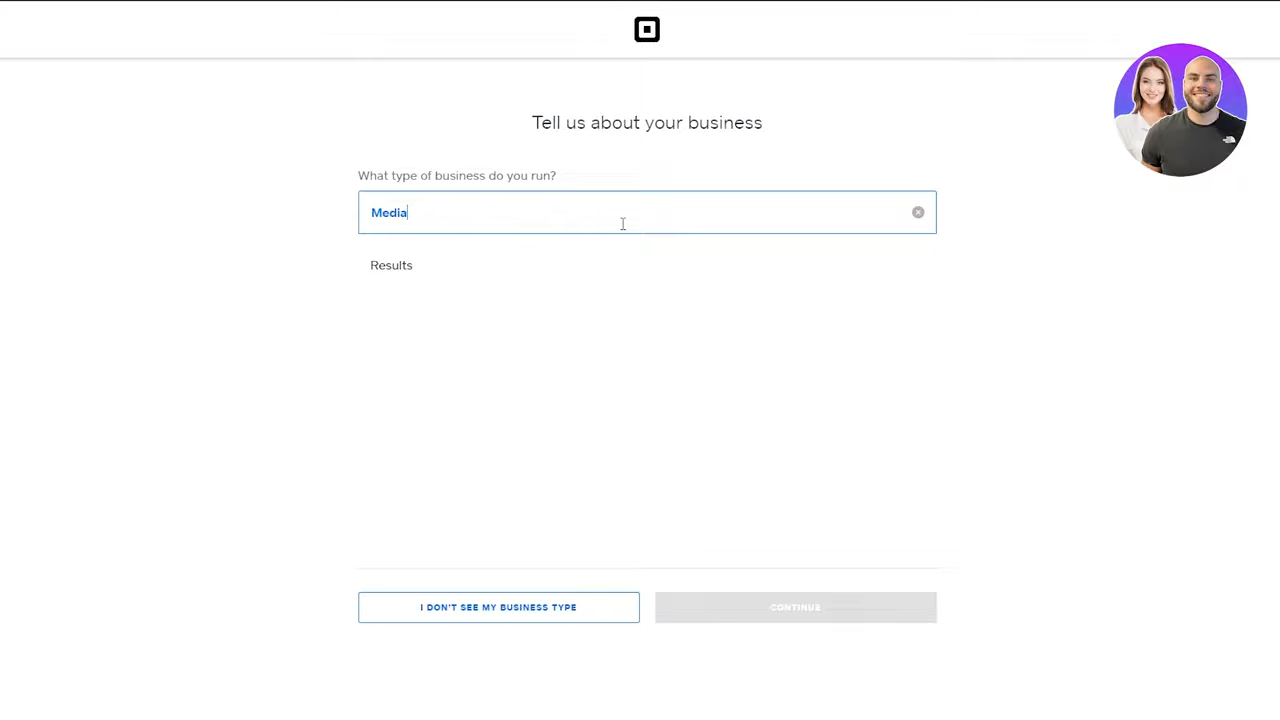 Tell us about your business
What type of business do you run?
Media
Results
I DON'T SEE MY BUSINESS TYPE
CONTINUE